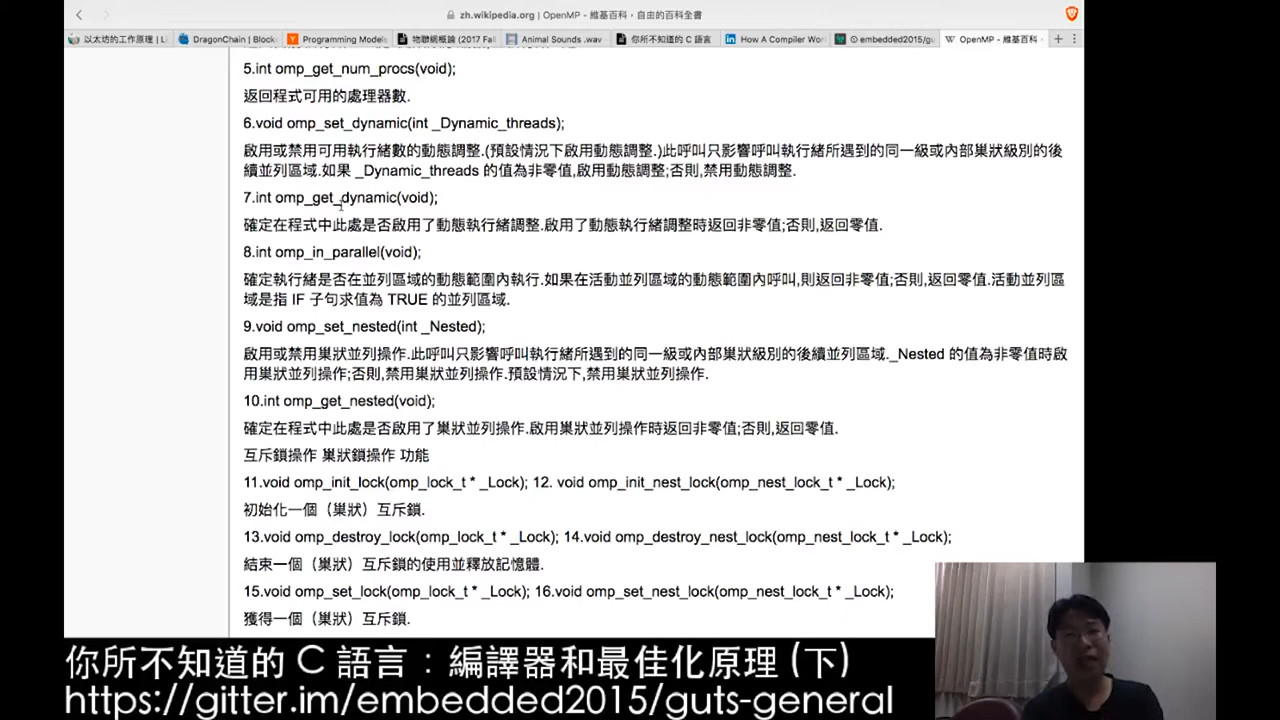 zh.wikipedia.org | OpenMP - 維基百科，自由的百科全書
以太坊的工作原理 | Li
DragonChain | Block
Programming Models
物聯網概論 (2017 Fal
Animal Sounds .wav
你所不知道的 C 語言
How A Compiler Wor
embedded2015/gu
OpenMP - 維基百科
5.int omp_get_num_procs(void);
返回程式可用的處理器數.
6.void omp_set_dynamic(int _Dynamic_threads);
啟用或禁用可用執行緒數的動態調整.(預設情況下啟用動態調整.)此呼叫只影響呼叫執行緒所遇到的同一級或內部巢狀級別的後
續並列區域.如果 _Dynamic_threads 的值為非零值,啟用動態調整;否則,禁用動態調整.
7.int omp_get_dynamic(void);
確定在程式中此處是否啟用了動態執行緒調整.啟用了動態執行緒調整時返回非零值;否則,返回零值.
8.int omp_in_parallel(void);
確定執行緒是否在並列區域的動態範圍內執行.如果在活動並列區域的動態範圍內呼叫,則返回非零值;否則,返回零值.活動並列區
域是指 IF 子句求值為 TRUE 的並列區域.
9.void omp_set_nested(int _Nested);
啟用或禁用巢狀並列操作.此呼叫只影響呼叫執行緒所遇到的同一級或內部巢狀級別的後續並列區域._Nested 的值為非零值時啟
用巢狀並列操作;否則,禁用巢狀並列操作.預設情況下,禁用巢狀並列操作.
10.int omp_get_nested(void);
確定在程式中此處是否啟用了巢狀並列操作.啟用巢狀並列操作時返回非零值;否則,返回零值.
互斥鎖操作 巢狀鎖操作 功能
11.void omp_init_lock(omp_lock_t * _Lock); 12. void omp_init_nest_lock(omp_nest_lock_t * _Lock);
初始化一個（巢狀）互斥鎖.
13.void omp_destroy_lock(omp_lock_t * _Lock); 14.void omp_destroy_nest_lock(omp_nest_lock_t * _Lock);
結束一個（巢狀）互斥鎖的使用並釋放記憶體.
15.void omp_set_lock(omp_lock_t * _Lock); 16.void omp_set_nest_lock(omp_nest_lock_t * _Lock);
獲得一個（巢狀）互斥鎖.
你所不知道的 C 語言：編譯器和最佳化原理 (下)
https://gitter.im/embedded2015/guts-general